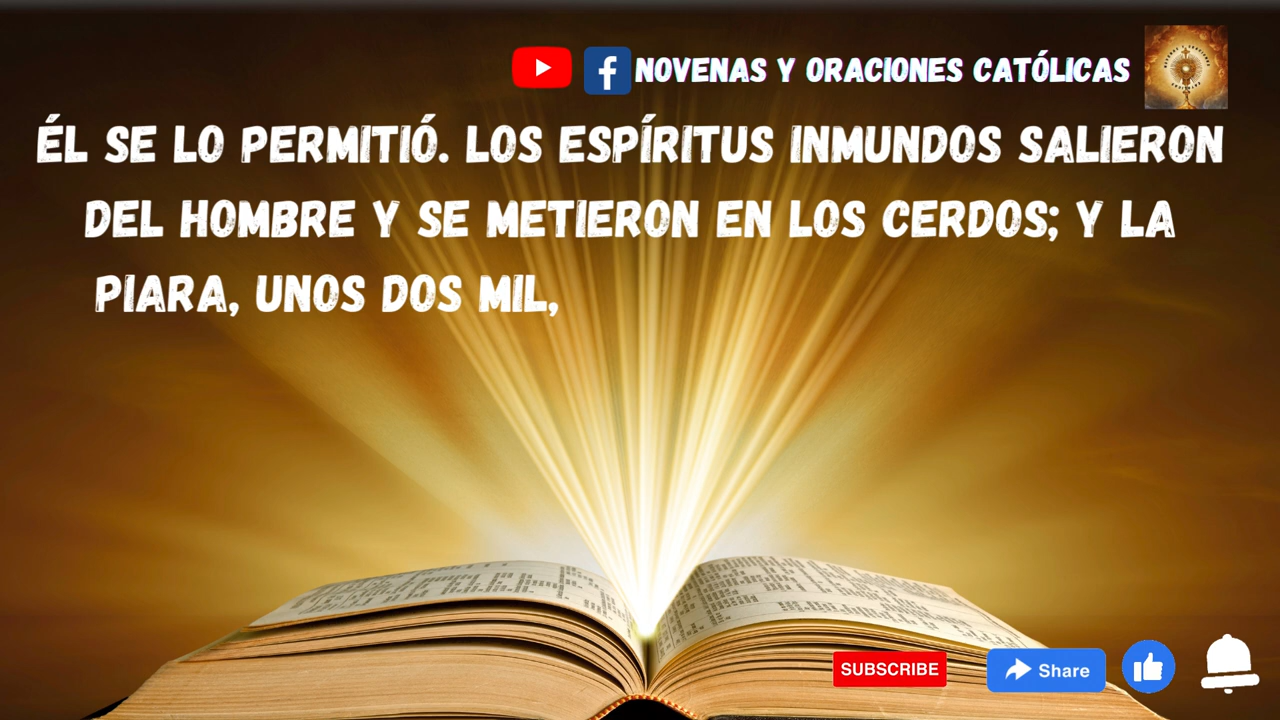 NOVENAS Y ORACIONES CATÓLICAS
ÉL SE LO PERMITIÓ. LOS ESPÍRITUS INMUNDOS SALIERON
DEL HOMBRE Y SE METIERON EN LOS CERDOS; Y LA
PIARA, UNOS DOS MIL,
SUBSCRIBE
Share